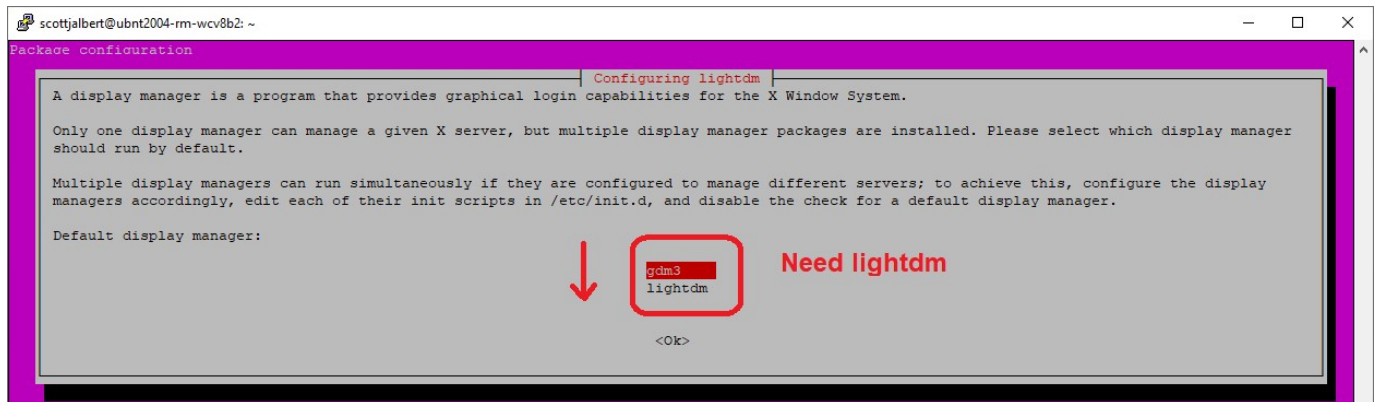 scottjalbert@ubnt2004-rm-wcv8b2: ~
Package configuration
Configuring lightdm
A display manager is a program that provides graphical login capabilities for the X Window System.
Only one display manager can manage a given X server, but multiple display manager packages are installed. Please select which display manager
should run by default.
Multiple display managers can run simultaneously if they are configured to manage different servers; to achieve this, configure the display
managers accordingly, edit each of their init scripts in /etc/init.d, and disable the check for a default display manager.
Default display manager:
gdm3 Need lightdm
lightdm
<Ok>